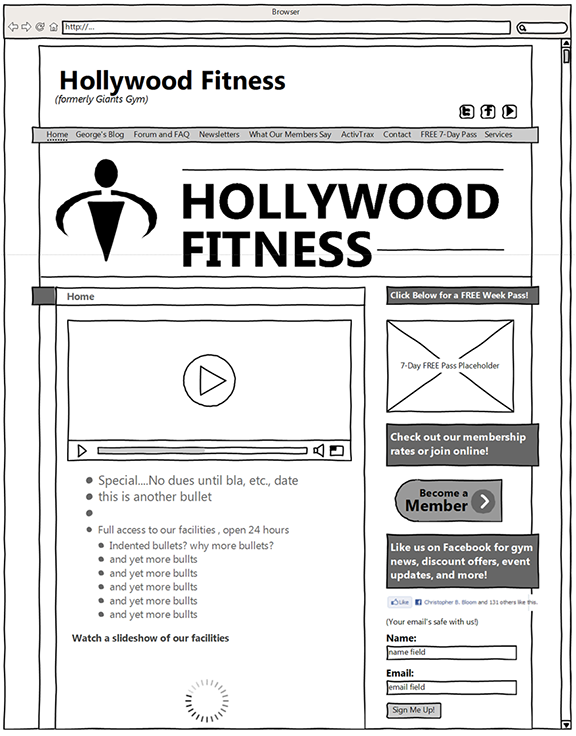 Browser
http://...
Hollywood Fitness
(formerly Giants Gym)
Home George's Blog Forum and FAQ Newsletters What Our Members Say ActivTrax Contact FREE 7-Day Pass Services
HOLLYWOOD
FITNESS
Home
Click Below for a FREE Week Pass!
7-Day FREE Pass Placeholder
Special....No dues until bla, etc., date
this is another bullet
Full access to our facilities , open 24 hours
Indented bullets? why more bullets?
and yet more bullts
and yet more bullts
and yet more bullts
and yet more bullts
and yet more bullts
Watch a slideshow of our facilities
Check out our membership
rates or join online!
Become a
Member
Like us on Facebook for gym
news, discount offers, event
updates, and more!
Like Christopher B. Bloom and 131 others like this.
(Your email's safe with us!)
Name:
name field
Email:
email field
Sign Me Up!